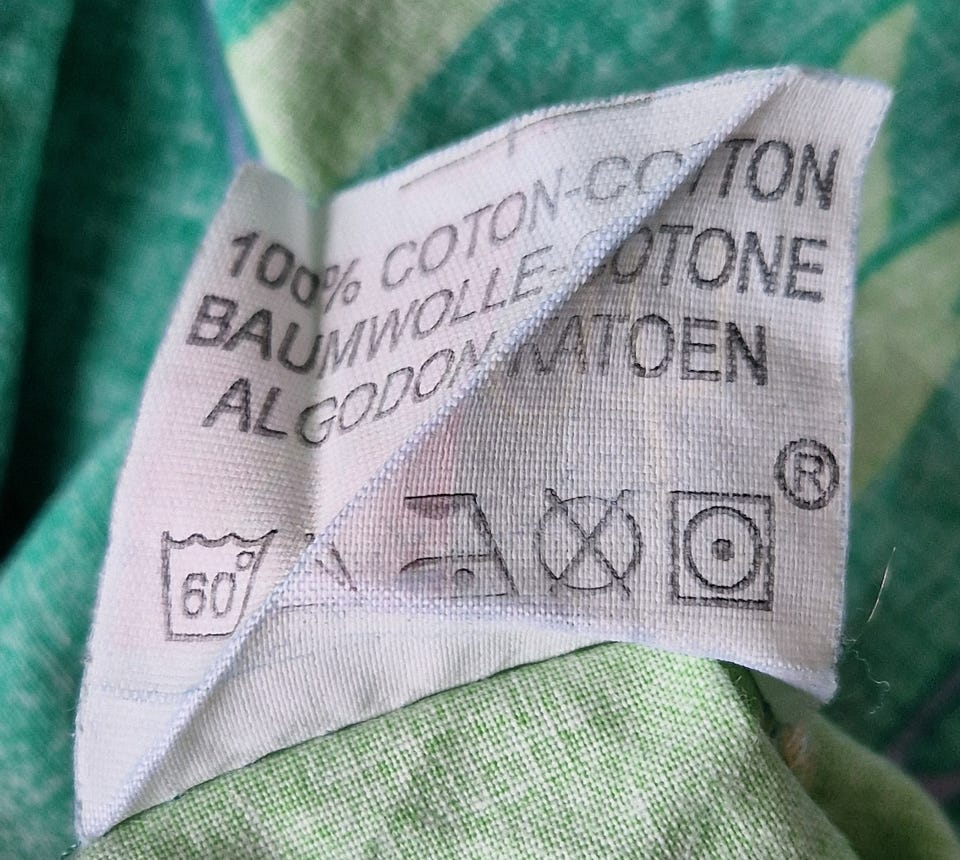 100% COTON-COTTON
BAUMWOLLE-COTONE
ALGODON-KATOEN
®
60°